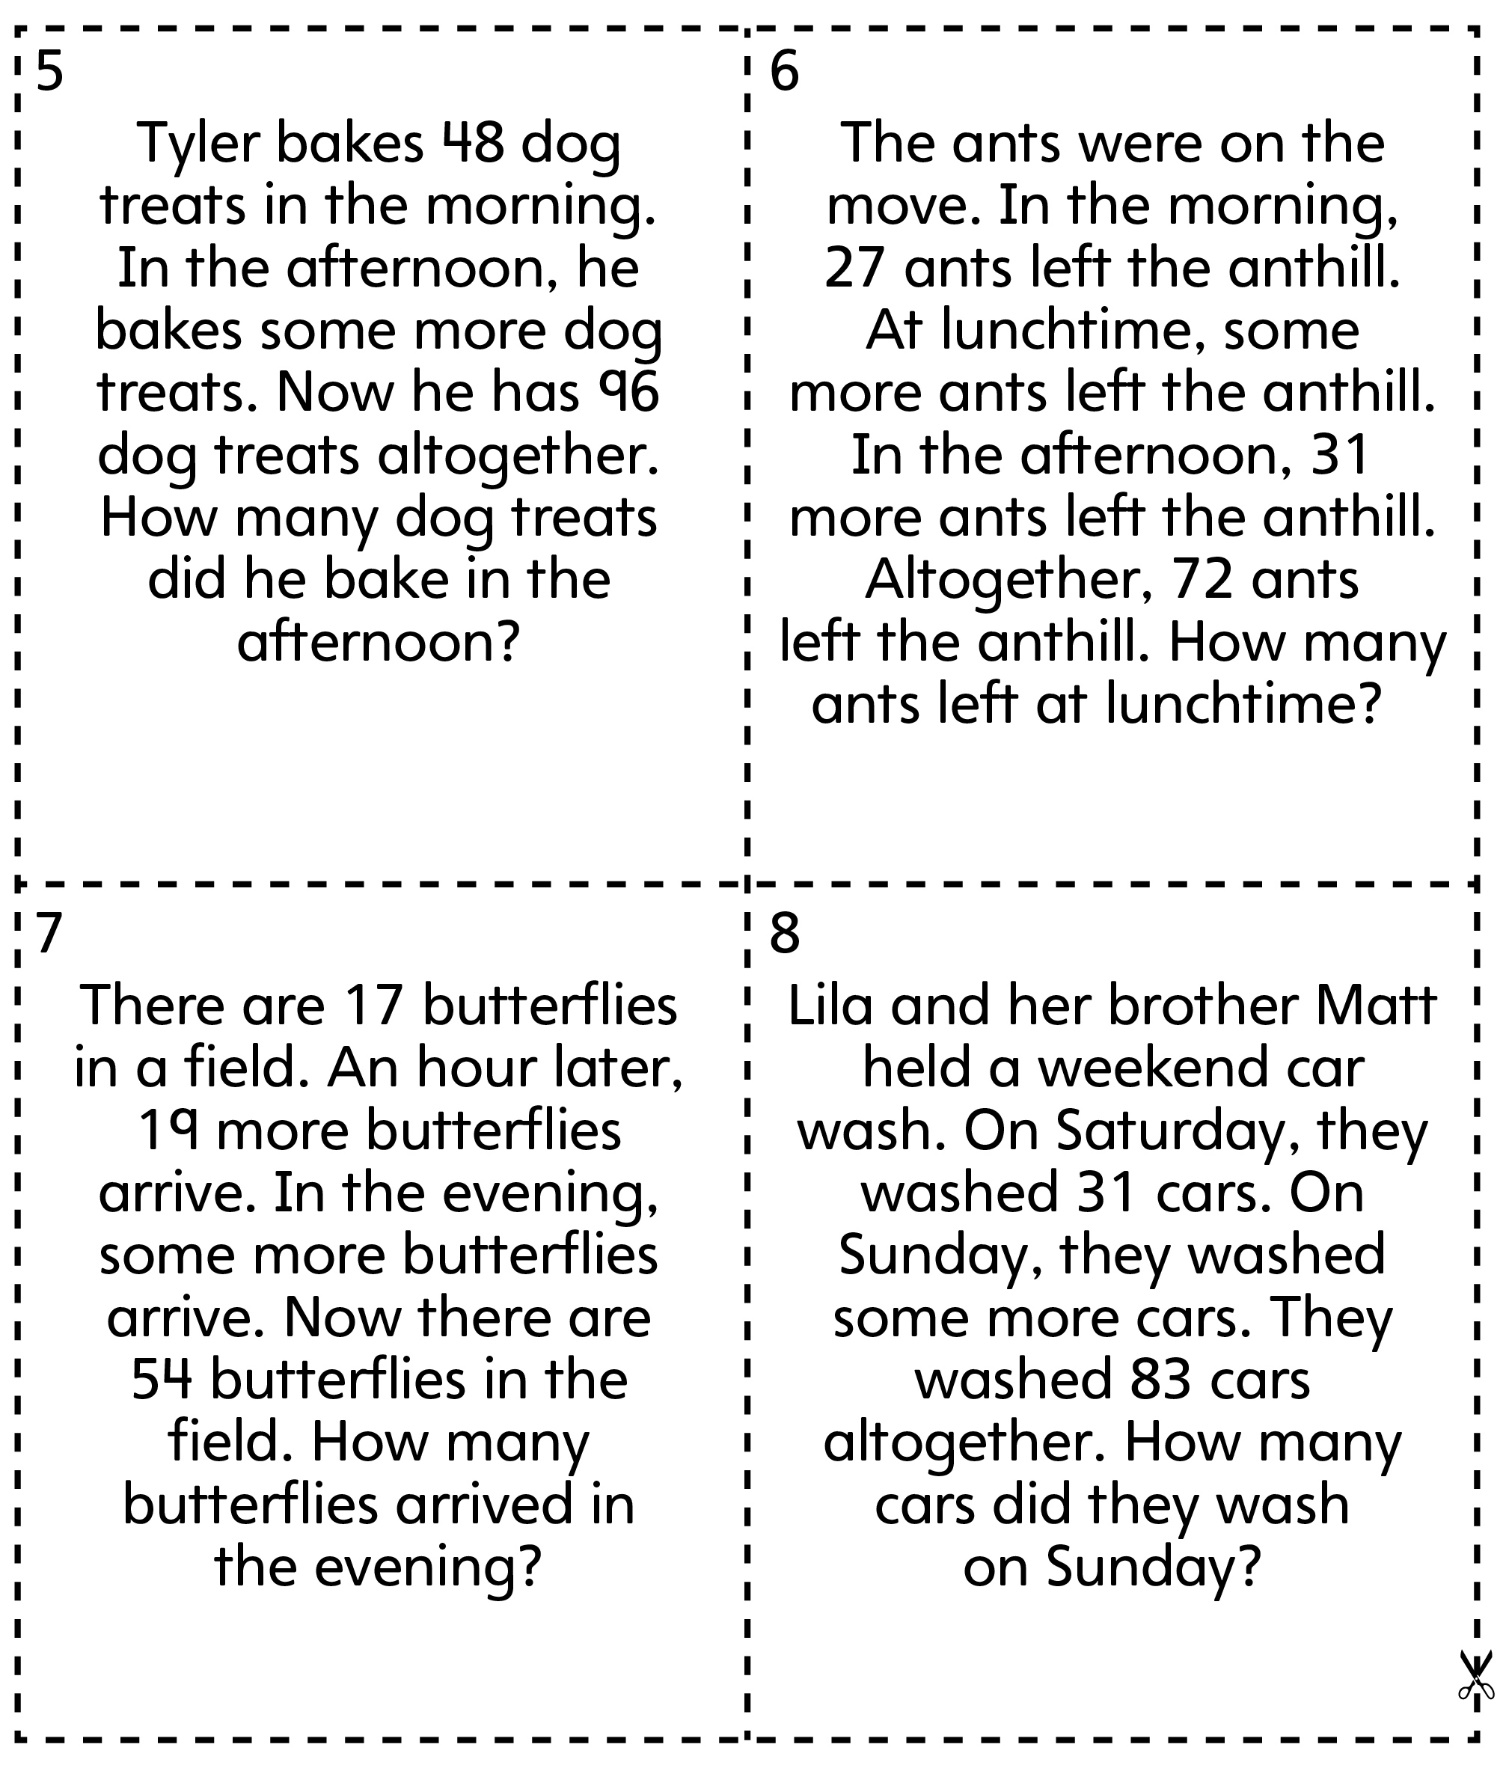 5
Tyler bakes 48 dog
treats in the morning.
In the afternoon, he
bakes some more dog
treats. Now he has 96
dog treats altogether.
How many dog treats
did he bake in the
afternoon?
6
The ants were on the
move. In the morning,
27 ants left the anthill.
At lunchtime, some
more ants left the anthill.
In the afternoon, 31
more ants left the anthill.
Altogether, 72 ants
left the anthill. How many
ants left at lunchtime?
7
There are 17 butterflies
in a field. An hour later,
19 more butterflies
arrive. In the evening,
some more butterflies
arrive. Now there are
54 butterflies in the
field. How many
butterflies arrived in
the evening?
8
Lila and her brother Matt
held a weekend car
wash. On Saturday, they
washed 31 cars. On
Sunday, they washed
some more cars. They
washed 83 cars
altogether. How many
cars did they wash
on Sunday?